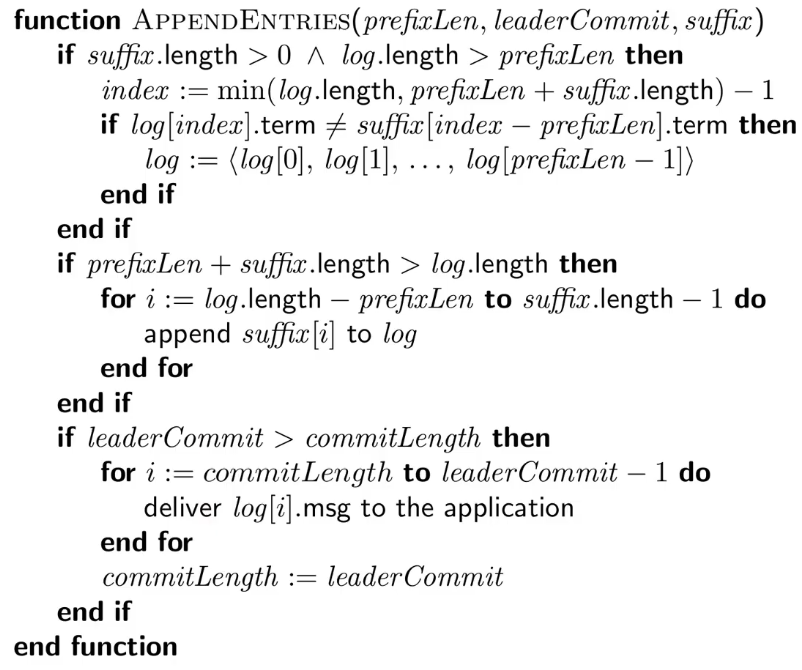 function APPENDENTRIES(prefixLen, leaderCommit, suffix)
if suffix.length > 0 ∧ log.length > prefixLen then
index := min(log.length, prefixLen + suffix.length) − 1
if log[index].term ≠ suffix[index − prefixLen].term then
log := ⟨log[0], log[1], . . . , log[prefixLen − 1]⟩
end if
end if
if prefixLen + suffix.length > log.length then
for i := log.length − prefixLen to suffix.length − 1 do
append suffix[i] to log
end for
end if
if leaderCommit > commitLength then
for i := commitLength to leaderCommit − 1 do
deliver log[i].msg to the application
end for
commitLength := leaderCommit
end if
end function